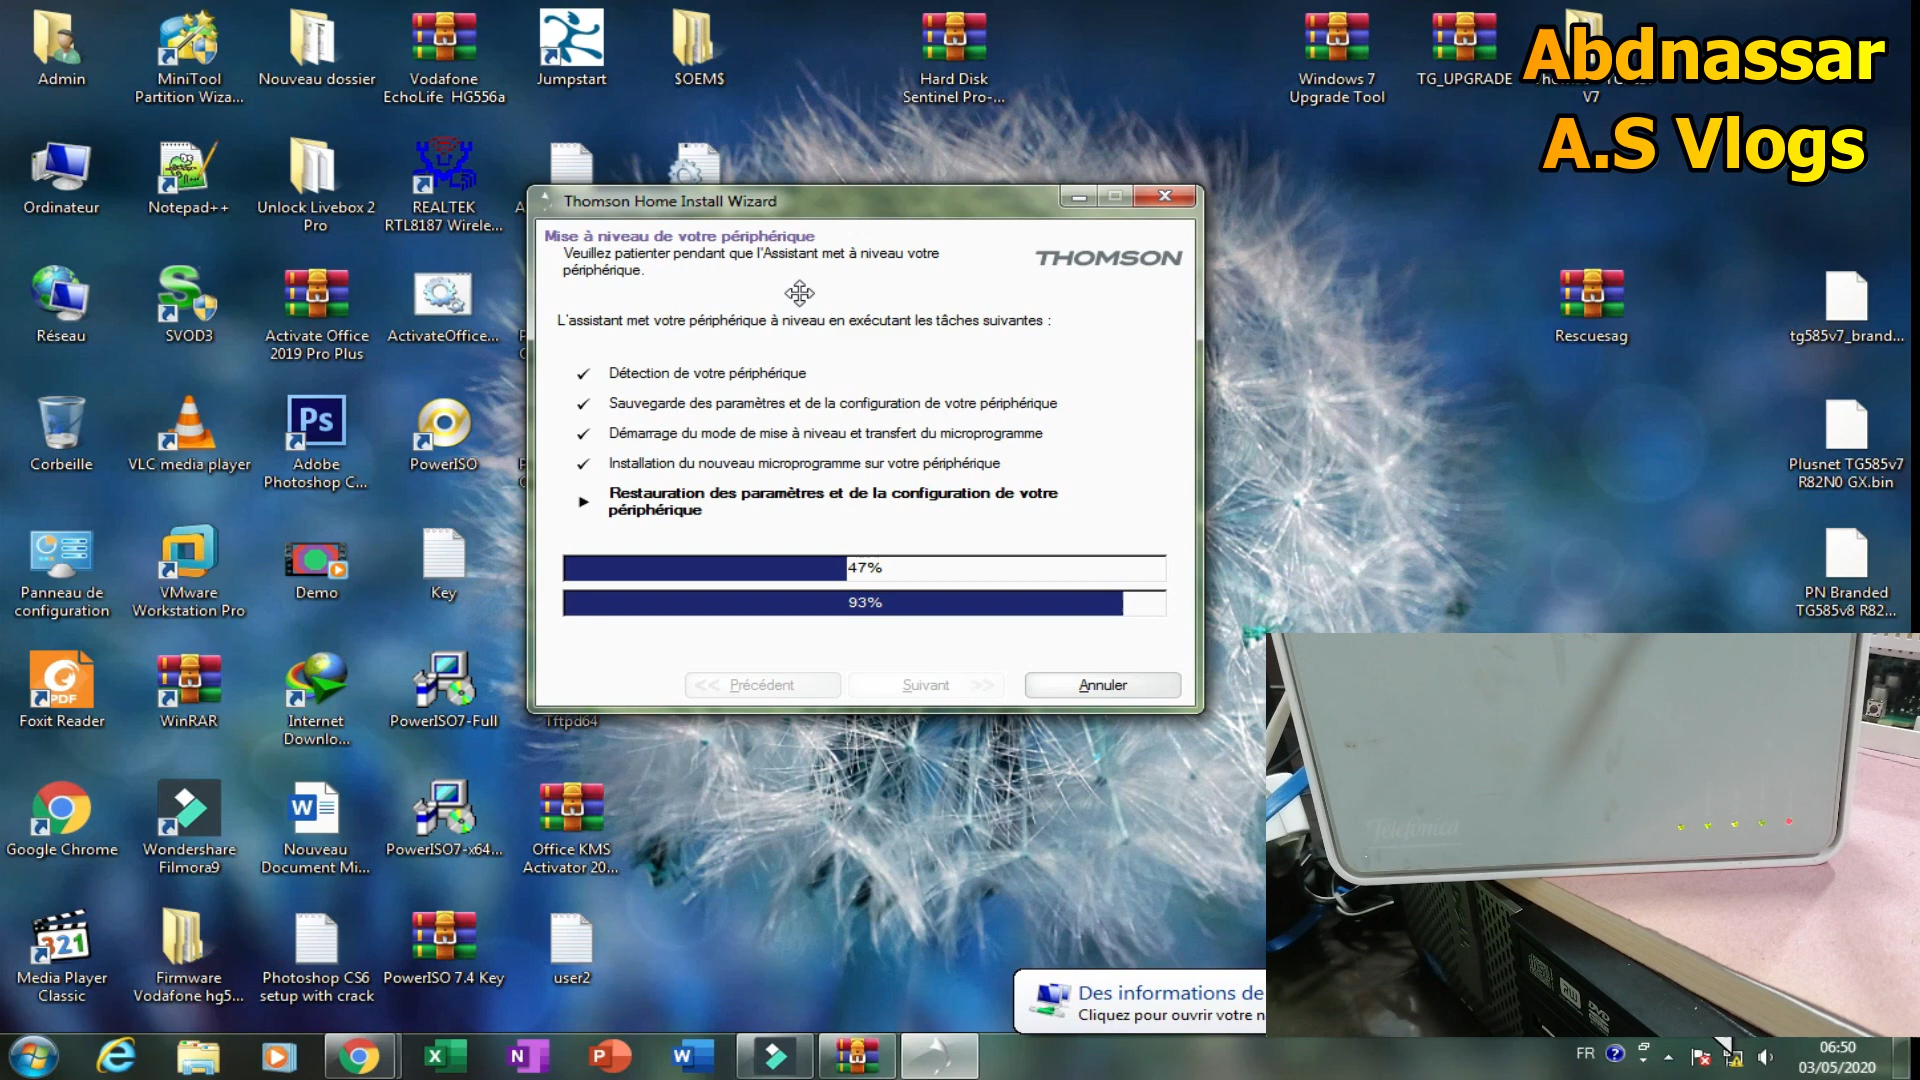 Admin
MiniTool
Partition Wiza...
Nouveau dossier
Vodafone
EchoLife HG556a
Jumpstart
$OEM$
Hard Disk
Sentinel Pro-...
Windows 7
Upgrade Tool
TG_UPGRADE
V7
Abdnassar
A.S Vlogs
Ordinateur
Notepad++
Unlock Livebox 2
Pro
REALTEK
RTL8187 Wirele...
Réseau
SVOD3
Activate Office
2019 Pro Plus
ActivateOffice...
Rescuesag
tg585v7_brand...
Corbeille
VLC media player
Adobe
Photoshop C...
PowerISO
Plusnet TG585v7
R82N0 GX.bin
Panneau de
configuration
VMware
Workstation Pro
Demo
Key
PN Branded
TG585v8 R82...
Foxit Reader
WinRAR
Internet
Downlo...
PowerISO7-Full
Tftpd64
Google Chrome
Wondershare
Filmora9
Nouveau
Document Mi...
PowerISO7-x64...
Office KMS
Activator 20...
Media Player
Classic
Firmware
Vodafone hg5...
Photoshop CS6
setup with crack
PowerISO 7.4 Key
user2
Thomson Home Install Wizard
Mise à niveau de votre périphérique
Veuillez patienter pendant que l'Assistant met à niveau votre
périphérique.
THOMSON
L'assistant met votre périphérique à niveau en exécutant les tâches suivantes :
Détection de votre périphérique
Sauvegarde des paramètres et de la configuration de votre périphérique
Démarrage du mode de mise à niveau et transfert du microprogramme
Installation du nouveau microprogramme sur votre périphérique
Restauration des paramètres et de la configuration de votre
périphérique
47%
93%
<< Précédent
Suivant >>
Annuler
Telefónica
Des informations de
Cliquez pour ouvrir votre n
FR
06:50
03/05/2020